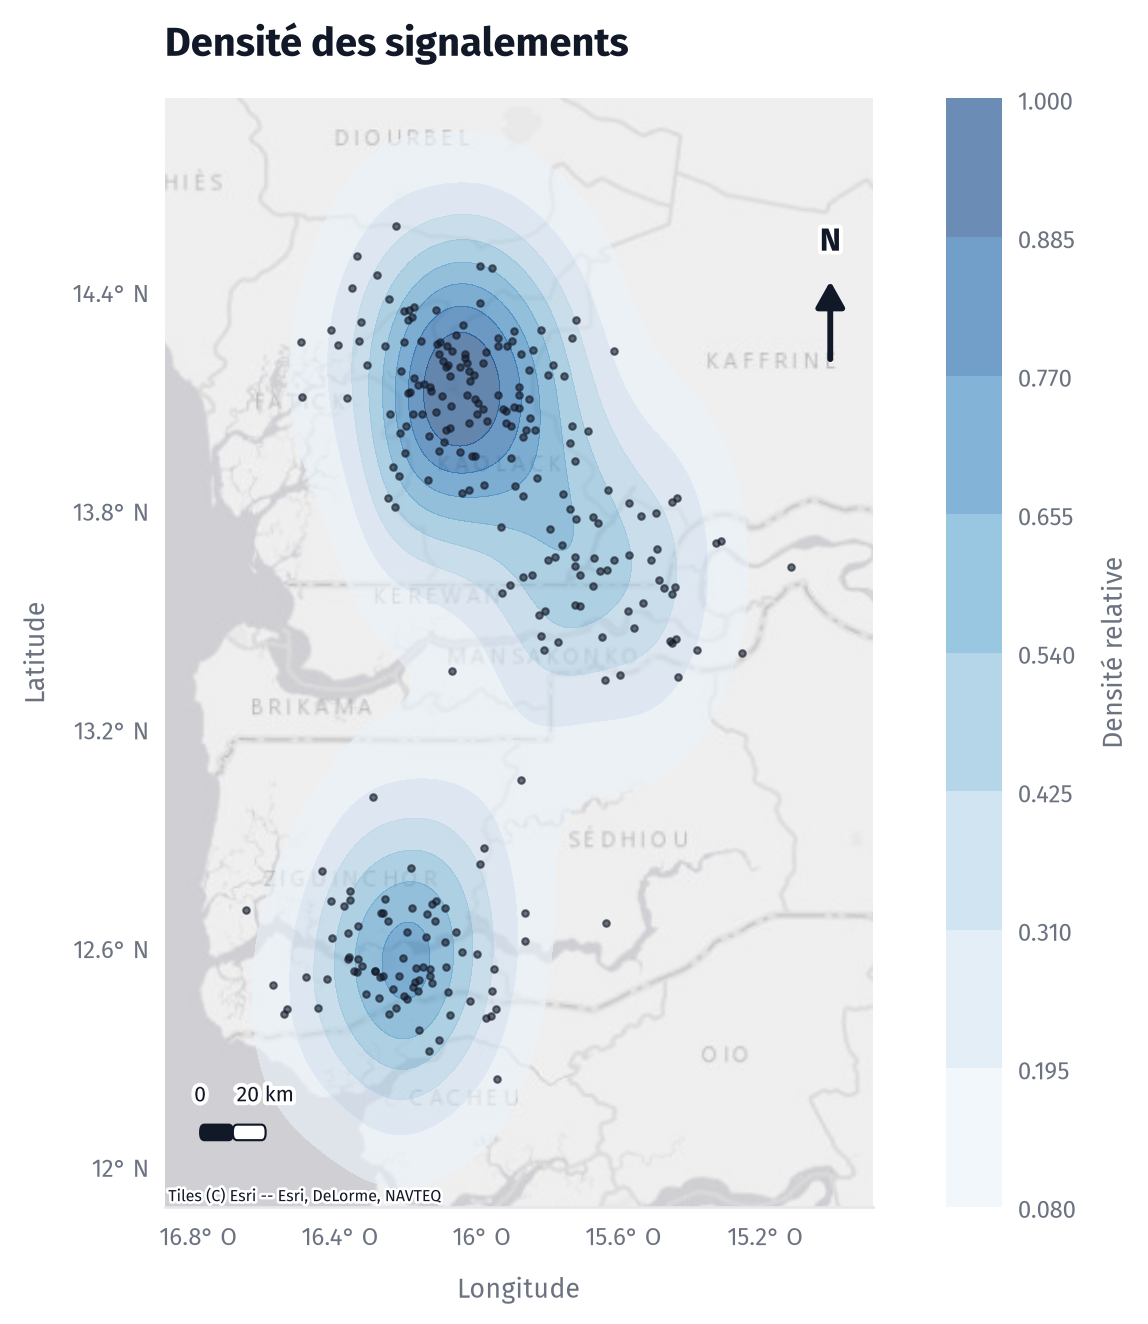 Densité des signalements
DIOURBEL
HIÈS
N
KAFFRINE
FATICK
KAOLACK
KEREWAN
MANSAKONKO
BRIKAMA
SÉDHIOU
ZIGUINCHOR
OIO
CACHEU
0 20 km
Tiles (C) Esri -- Esri, DeLorme, NAVTEQ
14.4° N
13.8° N
13.2° N
12.6° N
12° N
Latitude
16.8° O 16.4° O 16° O 15.6° O 15.2° O
Longitude
1.000
0.885
0.770
0.655
0.540
0.425
0.310
0.195
0.080
Densité relative